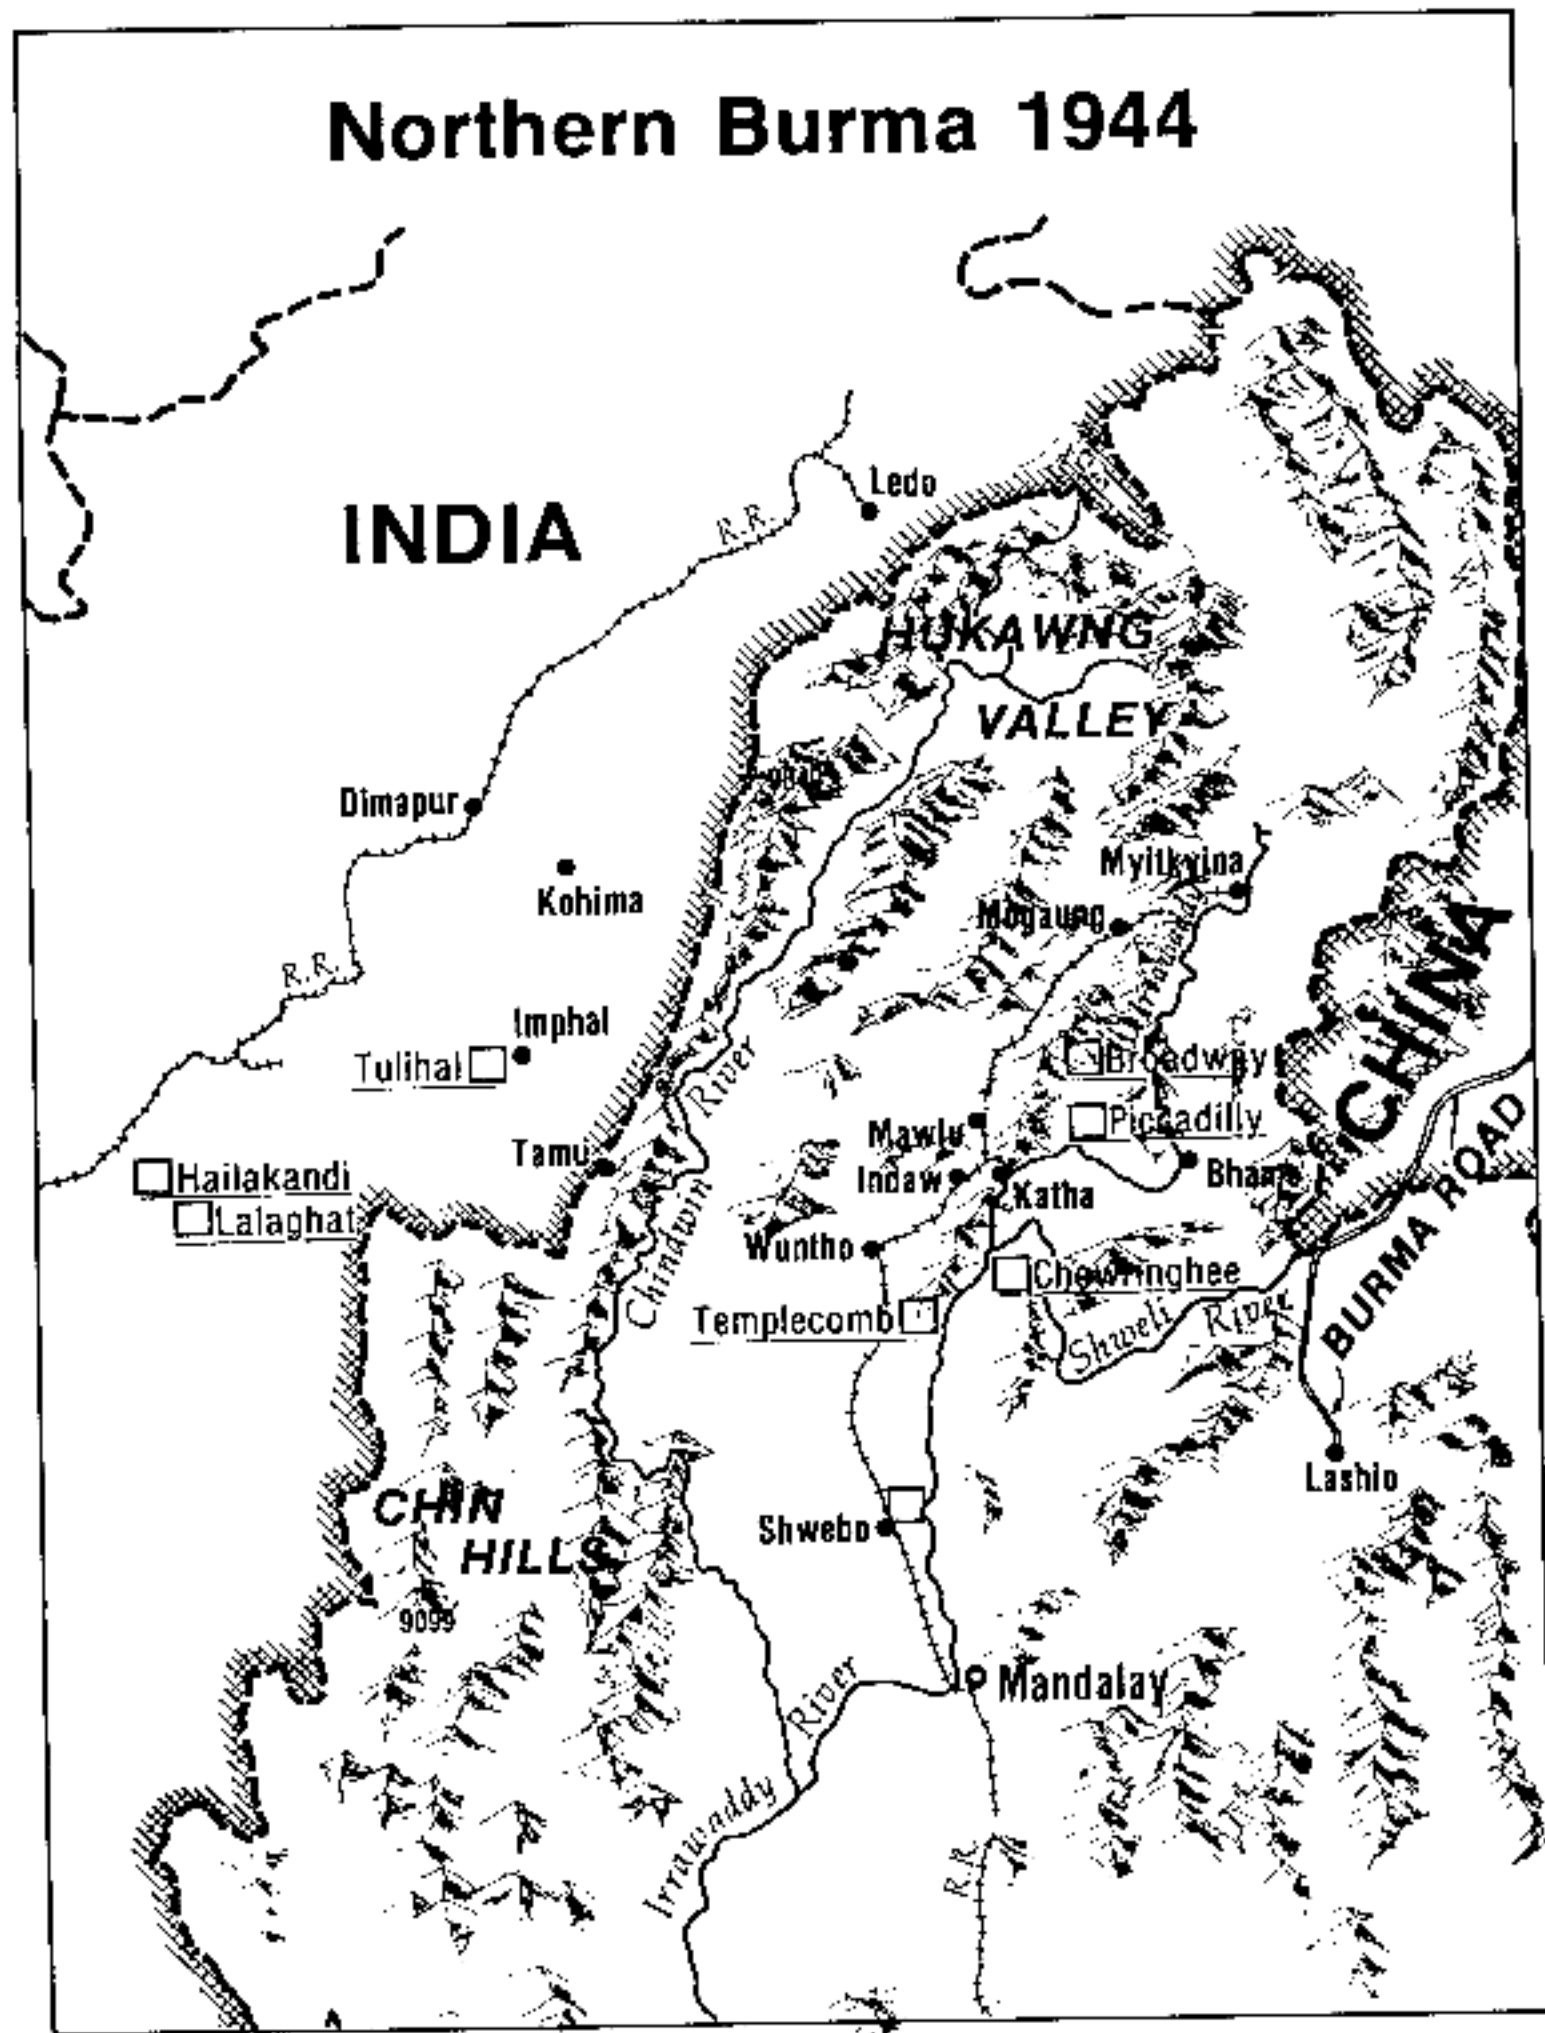 Northern Burma 1944
Ledo
R.R.
INDIA
HUKAWNG
VALLEY
Dimapur
Myitkyina
Kohima
Mogaung
CHINA
R.R.
Irrawaddy
Imphal
Tulihal
River
Broadway
Piccadilly
Mawlu
Tamu
Indaw
Bhaa
Katha
BURMA ROAD
Hailakandi
Lalaghat
Chindwin
Wuntho
Chowringhee
Templecomb
Shweli River
Lashio
CHIN
HILLS
Shwebo
9099
Mandalay
River
Irrawaddy
R.R.